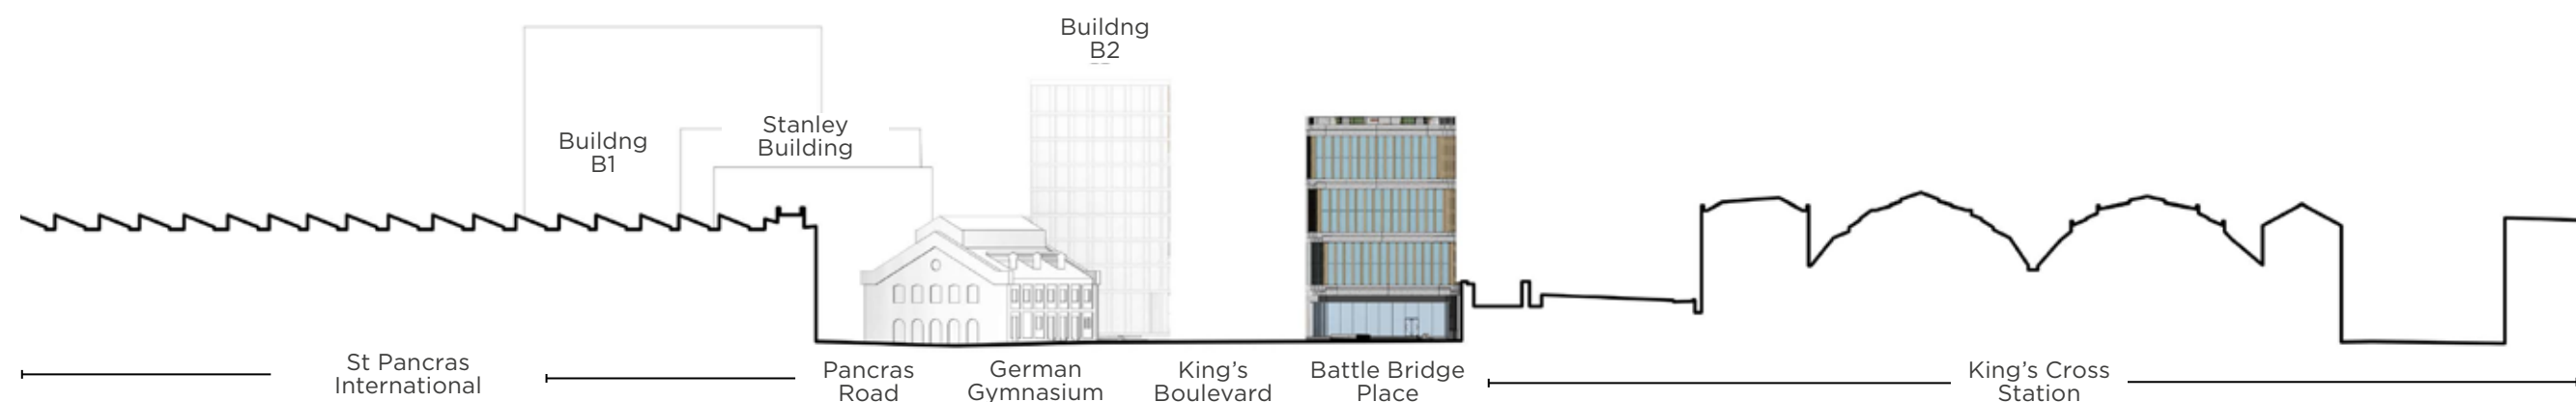 Buildng
B2
Buildng
B1
Stanley
Building
St Pancras
International
Pancras
Road
German
Gymnasium
King's
Boulevard
Battle Bridge
Place
King's Cross
Station